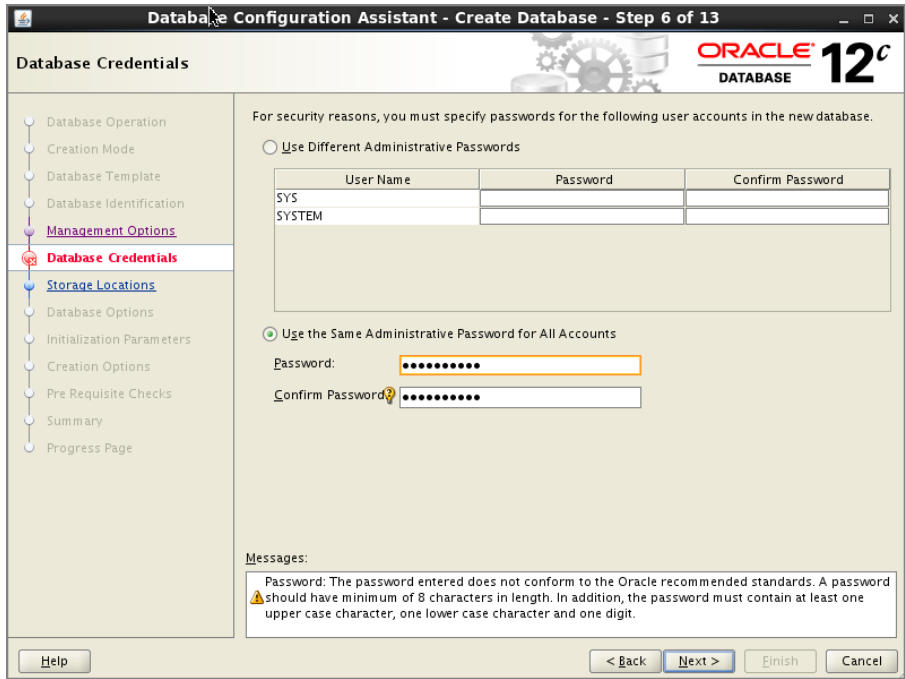 Database Configuration Assistant - Create Database - Step 6 of 13
Database Credentials
ORACLE®
DATABASE
12c
Database Operation
Creation Mode
Database Template
Database Identification
Management Options
Database Credentials
Storage Locations
Database Options
Initialization Parameters
Creation Options
Pre Requisite Checks
Summary
Progress Page
For security reasons, you must specify passwords for the following user accounts in the new database.
Use Different Administrative Passwords
User Name Password Confirm Password
SYS
SYSTEM
Use the Same Administrative Password for All Accounts
Password: ••••••••••
Confirm Password ••••••••••
Messages:
Password: The password entered does not conform to the Oracle recommended standards. A password
should have minimum of 8 characters in length. In addition, the password must contain at least one
upper case character, one lower case character and one digit.
Help < Back Next > Finish Cancel